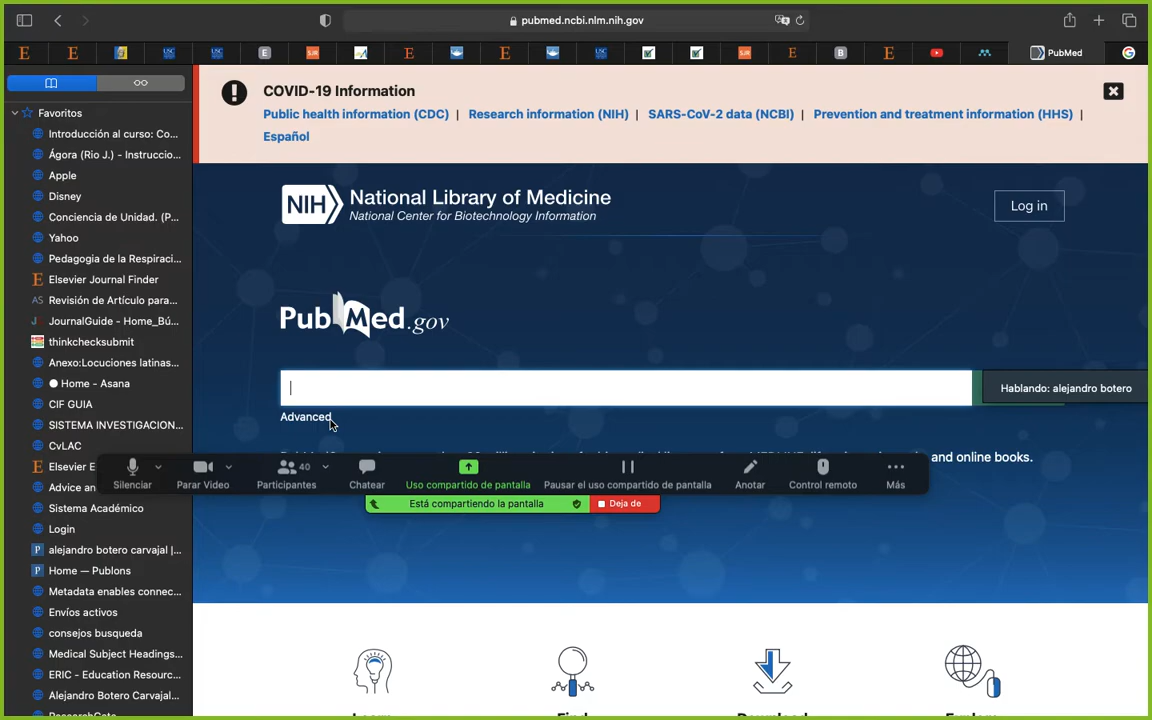 pubmed.ncbi.nlm.nih.gov
PubMed
Favoritos
Introducción al curso: Co...
Ágora (Rio J.) - Instruccio...
Apple
Disney
Conciencia de Unidad. (P...
Yahoo
Pedagogia de la Respiraci...
Elsevier Journal Finder
Revisión de Artículo para...
JournalGuide - Home_Bú...
thinkchecksubmit
Anexo:Locuciones latinas...
Home - Asana
CIF GUIA
SISTEMA INVESTIGACION...
CvLAC
Elsevier E
Advice an
Sistema Académico
Login
alejandro botero carvajal |...
Home — Publons
Metadata enables connec...
Envíos activos
consejos busqueda
Medical Subject Headings...
ERIC - Education Resourc...
Alejandro Botero Carvajal...
COVID-19 Information
Public health information (CDC) | Research information (NIH) | SARS-CoV-2 data (NCBI) | Prevention and treatment information (HHS) |
Español
NIH National Library of Medicine
National Center for Biotechnology Information
Log in
PubMed.gov
Hablando: alejandro botero
Advanced
and online books.
40
Silenciar Parar Video Participantes Chatear Uso compartido de pantalla Pausar el uso compartido de pantalla Anotar Control remoto Más
Está compartiendo la pantalla Deja de